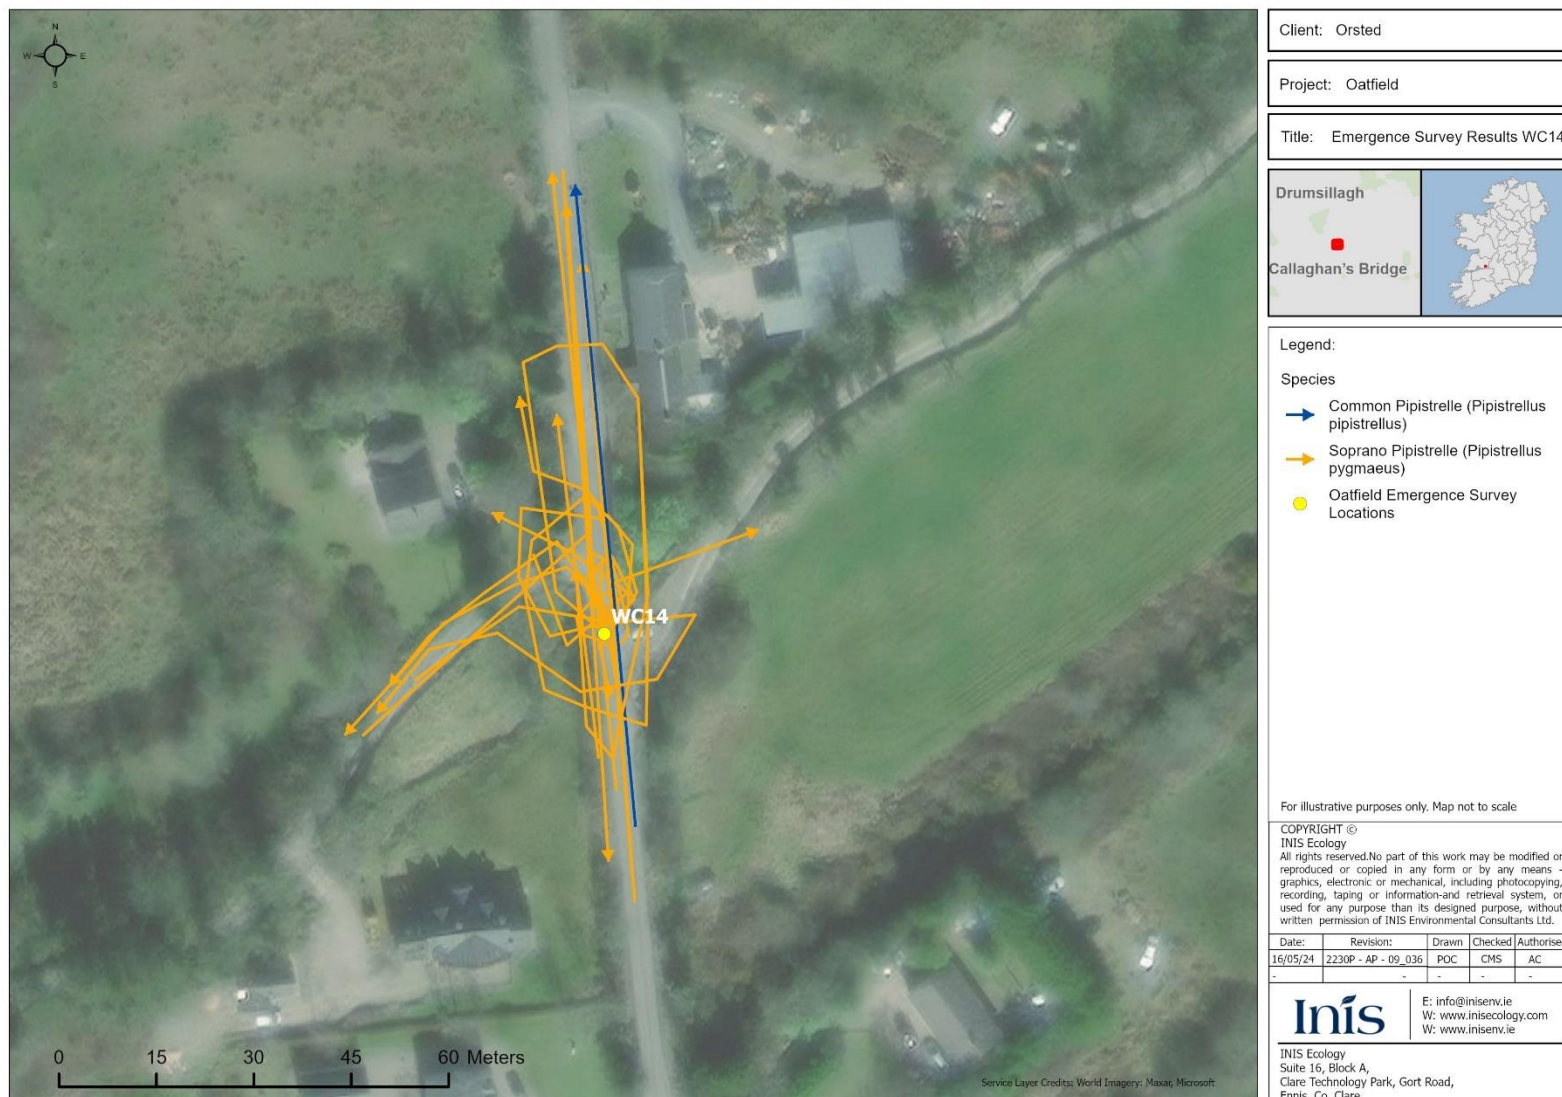 N
W E
S
WC14
0 15 30 45 60 Meters
Service Layer Credits: World Imagery: Maxar, Microsoft
Client: Orsted
Project: Oatfield
Title: Emergence Survey Results WC14
Drumsillagh
Callaghan's Bridge
Legend:
Species
Common Pipistrelle (Pipistrellus
pipistrellus)
Soprano Pipistrelle (Pipistrellus
pygmaeus)
Oatfield Emergence Survey
Locations
For illustrative purposes only. Map not to scale
COPYRIGHT ©
INIS Ecology
All rights reserved.No part of this work may be modified or
reproduced or copied in any form or by any means -
graphics, electronic or mechanical, including photocopying,
recording, taping or information-and retrieval system, or
used for any purpose than its designed purpose, without
written permission of INIS Environmental Consultants Ltd.
Date: Revision: Drawn Checked Authorise
16/05/24 2230P - AP - 09_036 POC CMS AC
- - - - -
Inis
E: info@inisenv.ie
W: www.inisecology.com
W: www.inisenv.ie
INIS Ecology
Suite 16, Block A,
Clare Technology Park, Gort Road,
Ennis, Co. Clare